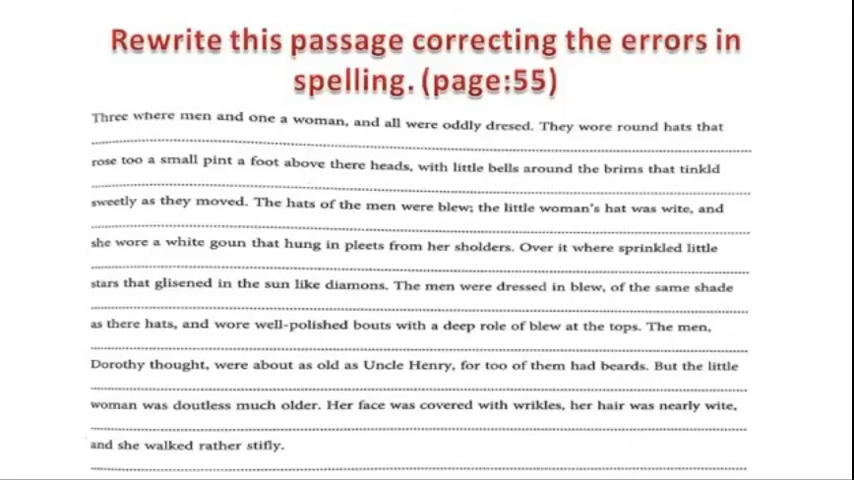 Rewrite this passage correcting the errors in
spelling. (page:55)
Three where men and one a woman, and all were oddly dresed. They wore round hats that
rose too a small pint a foot above there heads, with little bells around the brims that tinkld
sweetly as they moved. The hats of the men were blew; the little woman's hat was wite, and
she wore a white goun that hung in pleets from her sholders. Over it where sprinkled little
stars that glisened in the sun like diamons. The men were dressed in blew, of the same shade
as there hats, and wore well-polished bouts with a deep role of blew at the tops. The men,
Dorothy thought, were about as old as Uncle Henry, for too of them had beards. But the little
woman was doutless much older. Her face was covered with wrikles, her hair was nearly wite,
and she walked rather stifly.